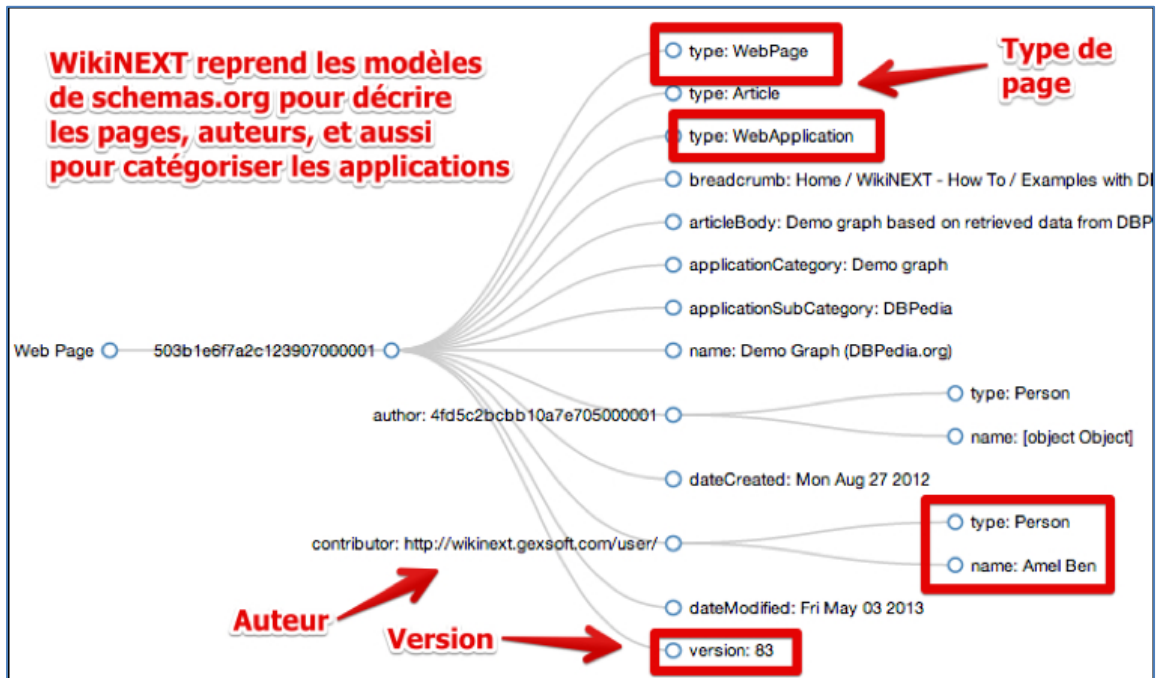 WikiNEXT reprend les modèles
de schemas.org pour décrire
les pages, auteurs, et aussi
pour catégoriser les applications
type: WebPage
Type de
page
type: Article
type: WebApplication
breadcrumb: Home / WikiNEXT - How To / Examples with
articleBody: Demo graph based on retrieved data from DBP
applicationCategory: Demo graph
applicationSubCategory: DBPedia
Web Page
503b1e6f7a2c123907000001
name: Demo Graph (DBPedia.org)
author: 4fd5c2bcbb10a7e705000001
type: Person
name: [object Object]
dateCreated: Mon Aug 27 2012
contributor: http://wikinext.gexsoft.com/user/
type: Person
name: Amel Ben
dateModified: Fri May 03 2013
Auteur
Version
version: 83